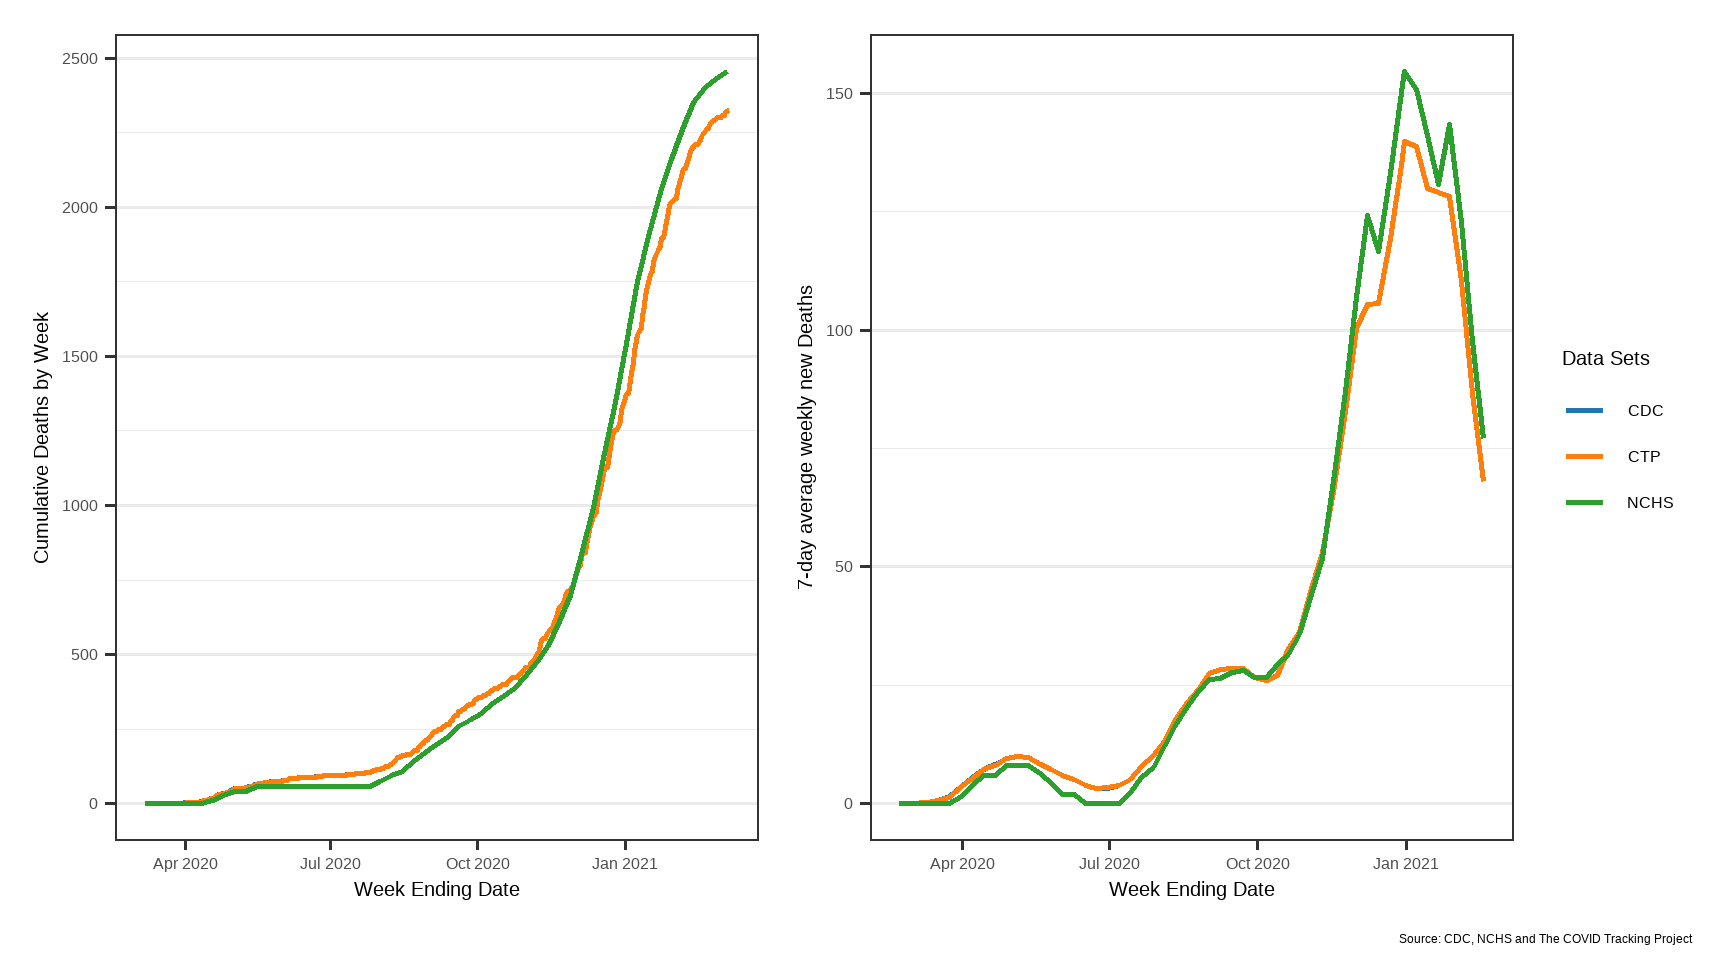 Cumulative Deaths by Week
2500
2000
1500
1000
500
0
Apr 2020
Jul 2020
Oct 2020
Jan 2021
Week Ending Date
7-day average weekly new Deaths
150
100
50
0
Apr 2020
Jul 2020
Oct 2020
Jan 2021
Week Ending Date
Data Sets
CDC
CTP
NCHS
Source: CDC, NCHS and The COVID Tracking Project